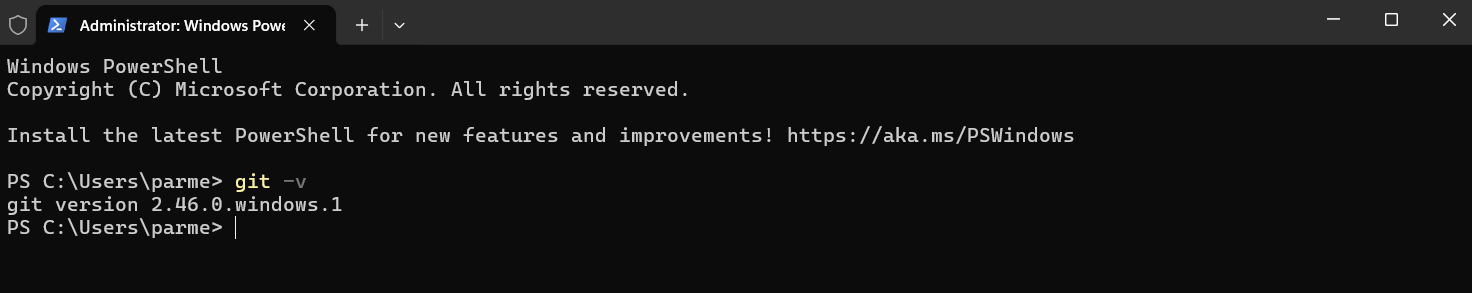 Administrator: Windows Powe
Windows PowerShell
Copyright (C) Microsoft Corporation. All rights reserved.
Install the latest PowerShell for new features and improvements! https://aka.ms/PSWindows
PS C:\Users\parme> git -v
git version 2.46.0.windows.1
PS C:\Users\parme>